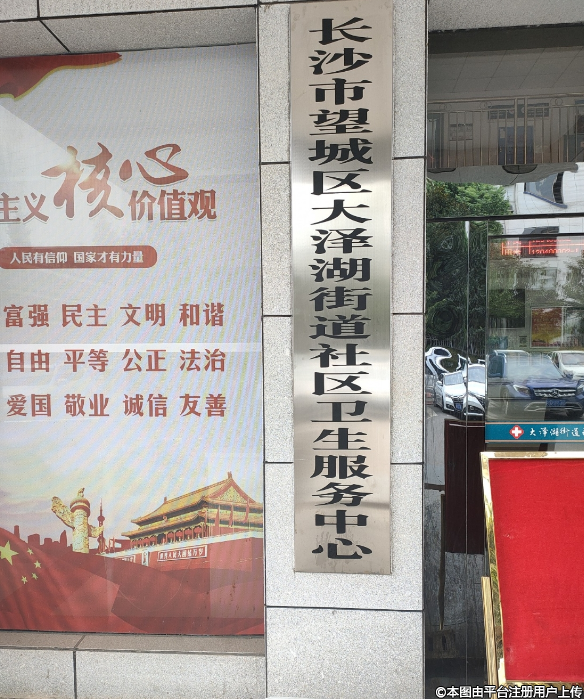 主义核心价值观
人民有信仰 国家才有力量
富强 民主 文明 和谐
自由 平等 公正 法治
爱国 敬业 诚信 友善
长沙市望城区大泽湖街道社区卫生服务中心
大泽湖街道
©本图由平台注册用户上传